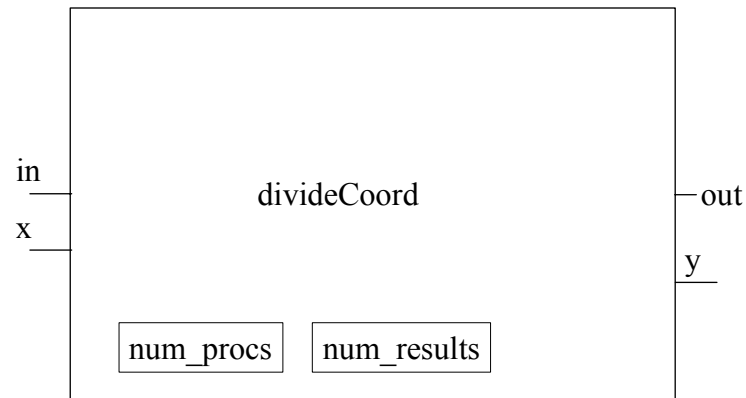 in
divideCoord
out
x
y
num_procs
num_results